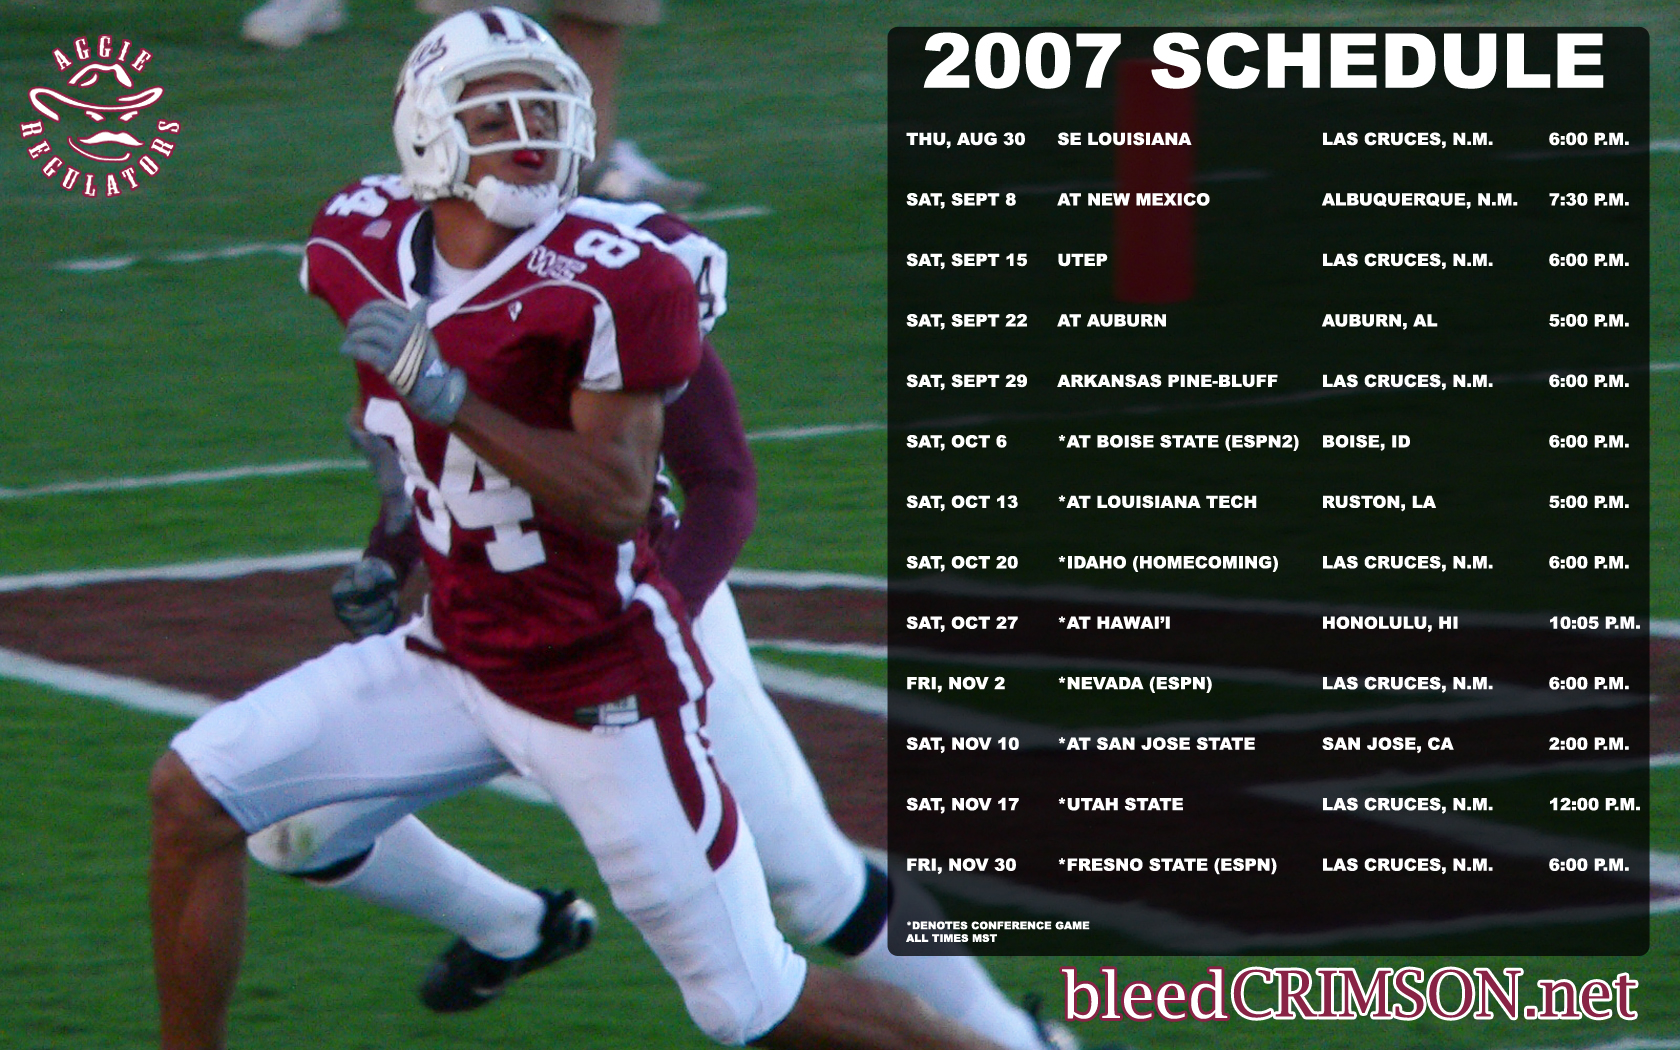 AGGIE
REGULATORS
84
8
84
2007 SCHEDULE
THU, AUG 30 SE LOUISIANA LAS CRUCES, N.M. 6:00 P.M.
SAT, SEPT 8 AT NEW MEXICO ALBUQUERQUE, N.M. 7:30 P.M.
SAT, SEPT 15 UTEP LAS CRUCES, N.M. 6:00 P.M.
SAT, SEPT 22 AT AUBURN AUBURN, AL 5:00 P.M.
SAT, SEPT 29 ARKANSAS PINE-BLUFF LAS CRUCES, N.M. 6:00 P.M.
SAT, OCT 6 *AT BOISE STATE (ESPN2) BOISE, ID 6:00 P.M.
SAT, OCT 13 *AT LOUISIANA TECH RUSTON, LA 5:00 P.M.
SAT, OCT 20 *IDAHO (HOMECOMING) LAS CRUCES, N.M. 6:00 P.M.
SAT, OCT 27 *AT HAWAI'I HONOLULU, HI 10:05 P.M.
FRI, NOV 2 *NEVADA (ESPN) LAS CRUCES, N.M. 6:00 P.M.
SAT, NOV 10 *AT SAN JOSE STATE SAN JOSE, CA 2:00 P.M.
SAT, NOV 17 *UTAH STATE LAS CRUCES, N.M. 12:00 P.M.
FRI, NOV 30 *FRESNO STATE (ESPN) LAS CRUCES, N.M. 6:00 P.M.
*DENOTES CONFERENCE GAME
ALL TIMES MST
bleedCRIMSON.net